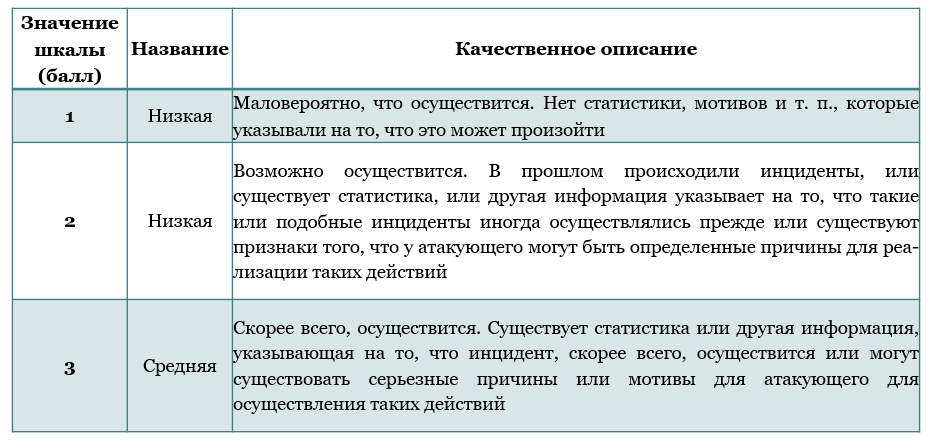 Значение
шкалы
(балл)
Название
Качественное описание
1
Низкая
Маловероятно, что осуществится. Нет статистики, мотивов и т. п., которые
указывали на то, что это может произойти
2
Низкая
Возможно осуществится. В прошлом происходили инциденты, или
существует статистика, или другая информация указывает на то, что такие
или подобные инциденты иногда осуществлялись прежде или существуют
признаки того, что у атакующего могут быть определенные причины для реа-
лизации таких действий
3
Средняя
Скорее всего, осуществится. Существует статистика или другая информация,
указывающая на то, что инцидент, скорее всего, осуществится или могут
существовать серьезные причины или мотивы для атакующего для
осуществления таких действий